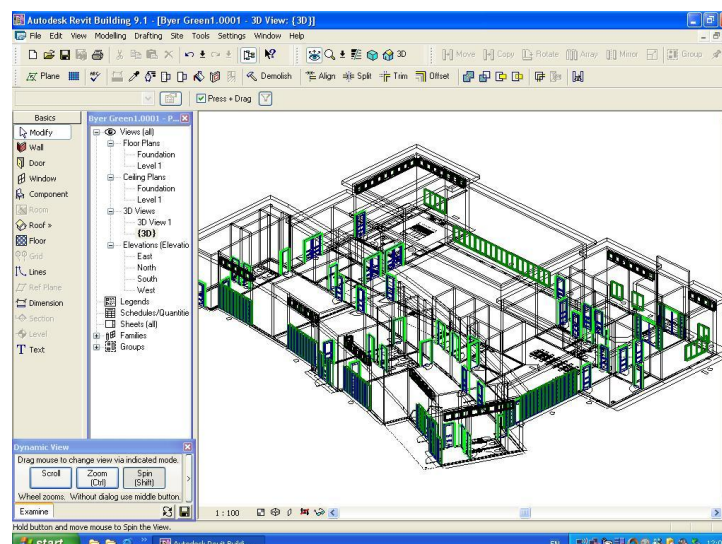 Autodesk Revit Building 9.1 - [Byer Green1.0001 - 3D View: {3D}]
File Edit View Modelling Drafting Site Tools Settings Window Help
3D Move Copy Rotate Array Mirror Group
Plane Demolish Align Split Trim Offset
Press + Drag
Basics
Modify
Wall
Door
Window
Component
Room
Roof »
Floor
Grid
Lines
Ref Plane
Dimension
Section
Level
Text
Byer Green1.0001 - P...
Views (all)
Floor Plans
Foundation
Level 1
Ceiling Plans
Foundation
Level 1
3D Views
3D View 1
{3D}
Elevations (Elevatio
East
North
South
West
Legends
Schedules/Quantitie
Sheets (all)
Families
Groups
Dynamic View
Drag mouse to change view via indicated mode.
Scroll
Zoom
(Ctrl)
Spin
(Shift)
Wheel zooms. Without dialog use middle button.
Examine
1 : 100
Hold button and move mouse to Spin the View.
start
Autodesk Revit Buildi...
EN